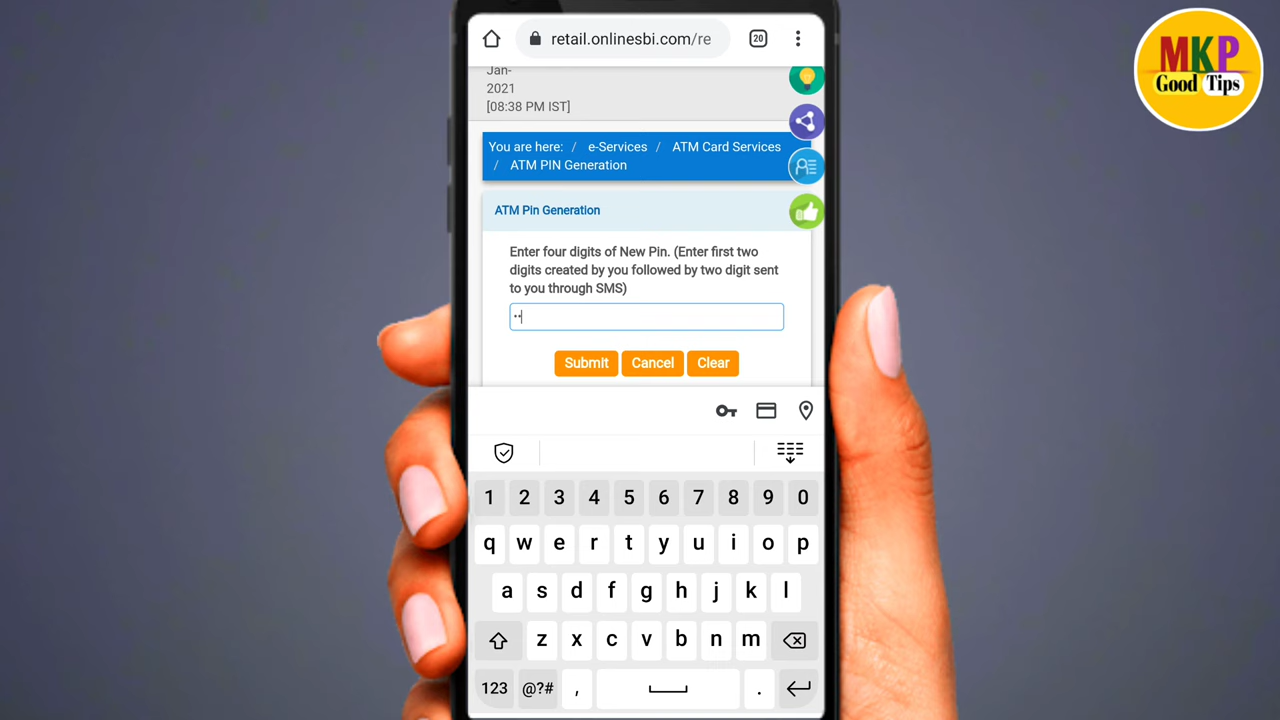 retail.onlinesbi.com/re
20
Jan-
2021
[08:38 PM IST]
You are here: / e-Services / ATM Card Services
/ ATM PIN Generation
ATM Pin Generation
Enter four digits of New Pin. (Enter first two
digits created by you followed by two digit sent
to you through SMS)
Submit Cancel Clear
1 2 3 4 5 6 7 8 9 0
q w e r t y u i o p
a s d f g h j k l
z x c v b n m
123 @?# , .
MKP
Good Tips